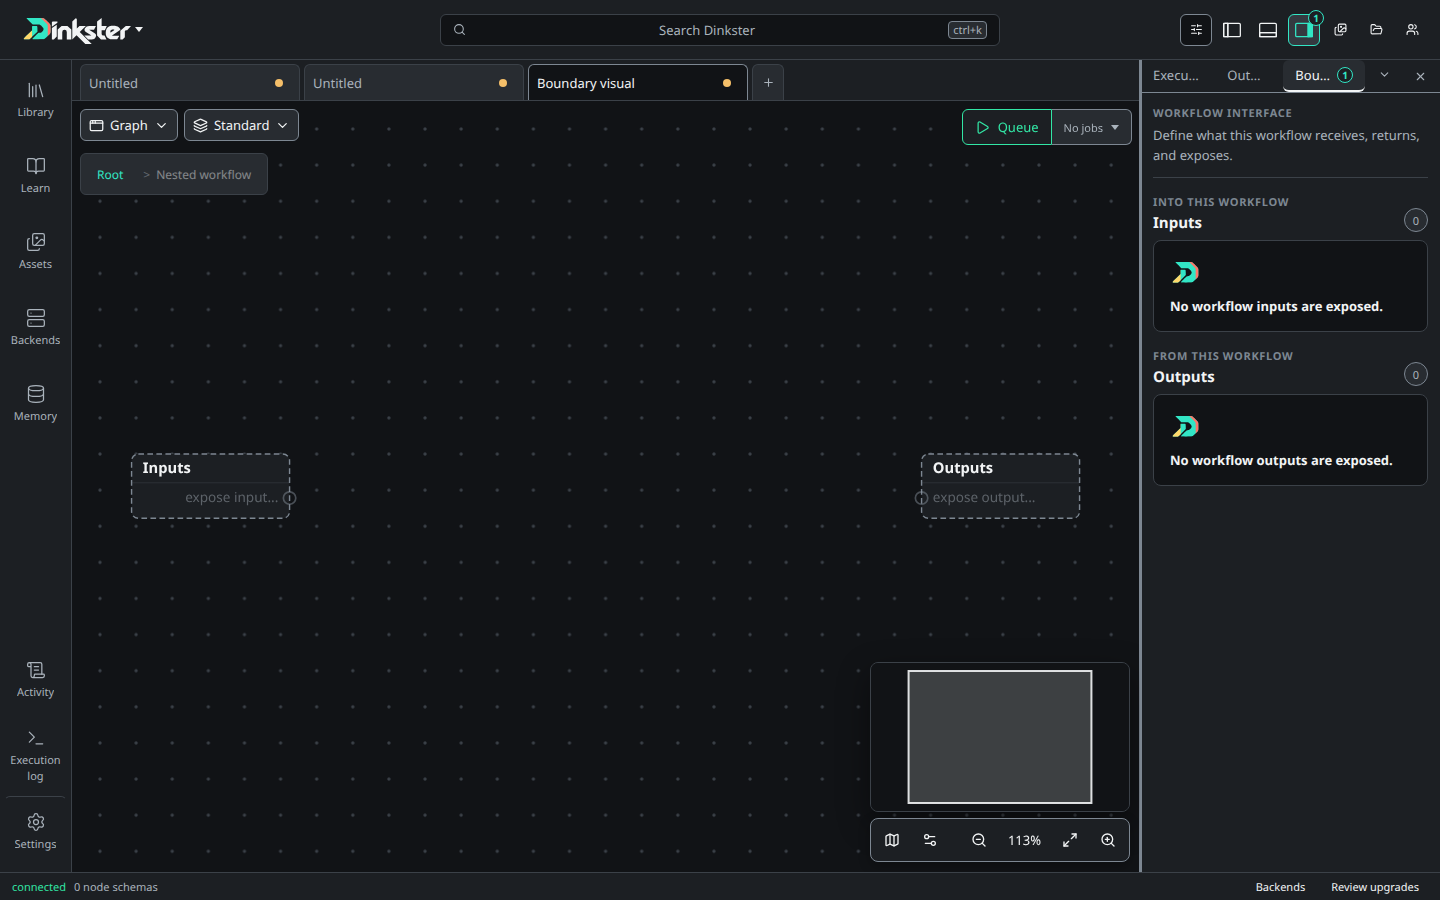 Dinkster
Search Dinkster
ctrl+k
1
Library
Learn
Assets
Backends
Memory
Activity
Execution
log
Settings
Untitled
Untitled
Boundary visual
+
Graph
Standard
Queue
No jobs
Root > Nested workflow
Inputs
expose input...
Outputs
expose output...
113%
Execu...
Out...
Bou... 1
WORKFLOW INTERFACE
Define what this workflow receives, returns,
and exposes.
INTO THIS WORKFLOW
Inputs
0
No workflow inputs are exposed.
FROM THIS WORKFLOW
Outputs
0
No workflow outputs are exposed.
connected
0 node schemas
Backends
Review upgrades